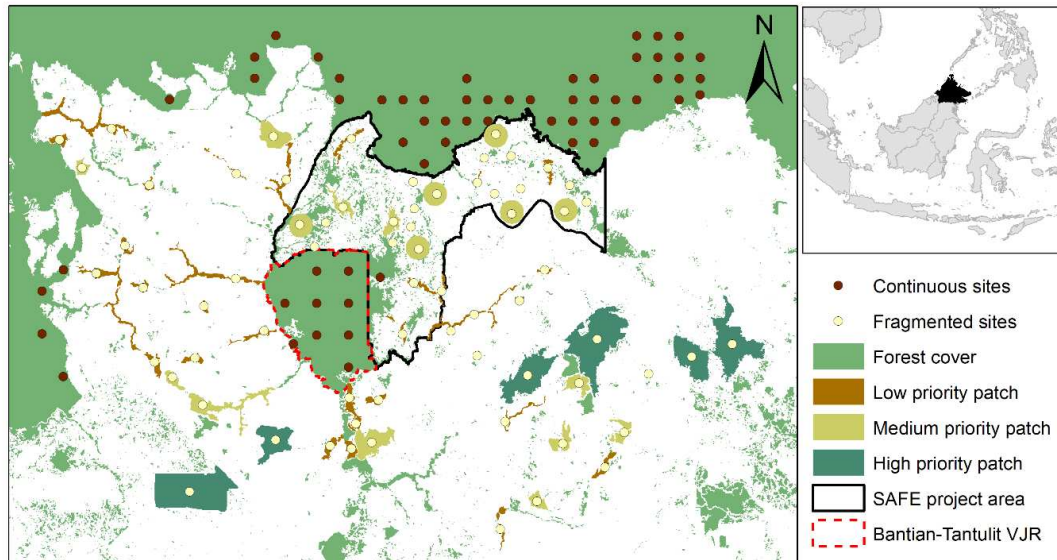 N
Continuous sites
Fragmented sites
Forest cover
Low priority patch
Medium priority patch
High priority patch
SAFE project area
Bantian-Tantulit VJR